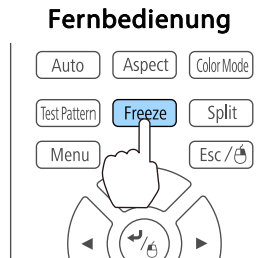 Fernbedienung
Auto Aspect Color Mode
Test Pattern Freeze Split
Menu Esc /